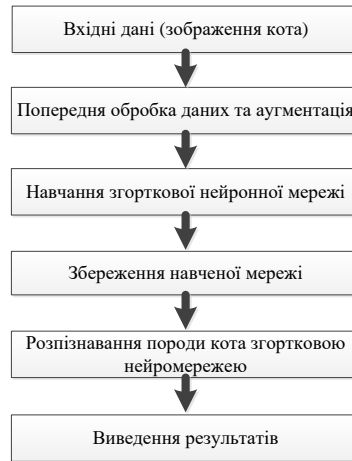 Вхідні дані (зображення кота)
Попередня обробка даних та аугментація
Навчання згорткової нейронної мережі
Збереження навченої мережі
Розпізнавання породи кота згортковою
нейромережею
Виведення результатів